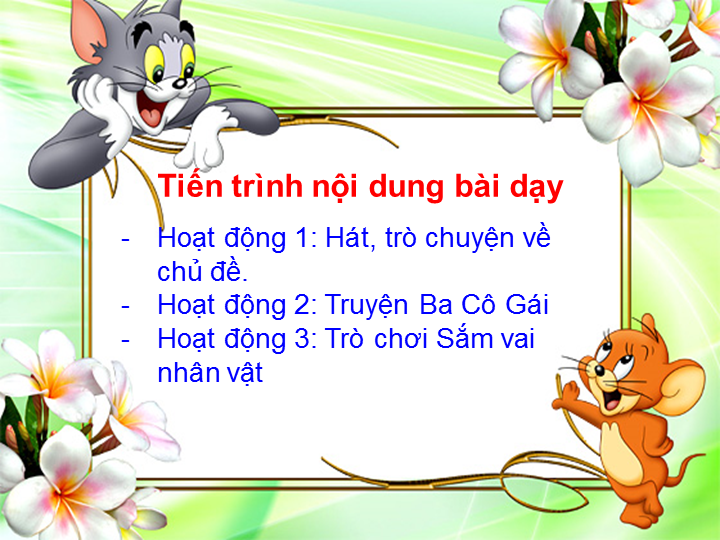 Tiến trình nội dung bài dạy
- Hoạt động 1: Hát, trò chuyện về
chủ đề.
- Hoạt động 2: Truyện Ba Cô Gái
- Hoạt động 3: Trò chơi Sắm vai
nhân vật